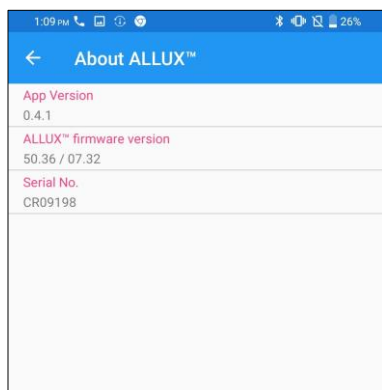 1:09 PM 26%
About ALLUX™
App Version
0.4.1
ALLUX™ firmware version
50.36 / 07.32
Serial No.
CR09198